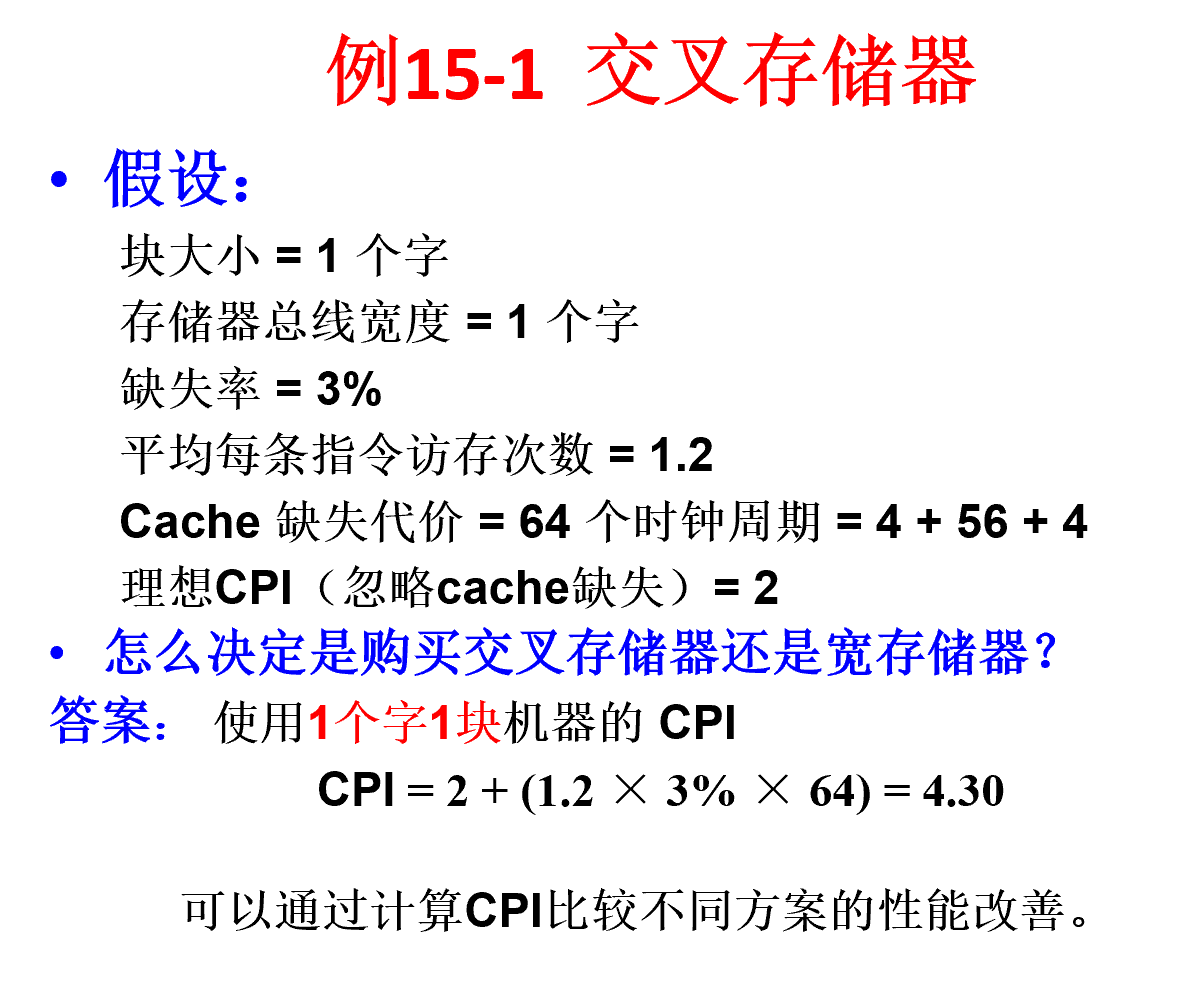 例15-1 交叉存储器
• 假设：
块大小 = 1 个字
存储器总线宽度 = 1 个字
缺失率 = 3%
平均每条指令访存次数 = 1.2
Cache 缺失代价 = 64 个时钟周期 = 4 + 56 + 4
理想CPI（忽略cache缺失）= 2
• 怎么决定是购买交叉存储器还是宽存储器？
答案： 使用1个字1块机器的 CPI
CPI = 2 + (1.2 × 3% × 64) = 4.30
可以通过计算CPI比较不同方案的性能改善。